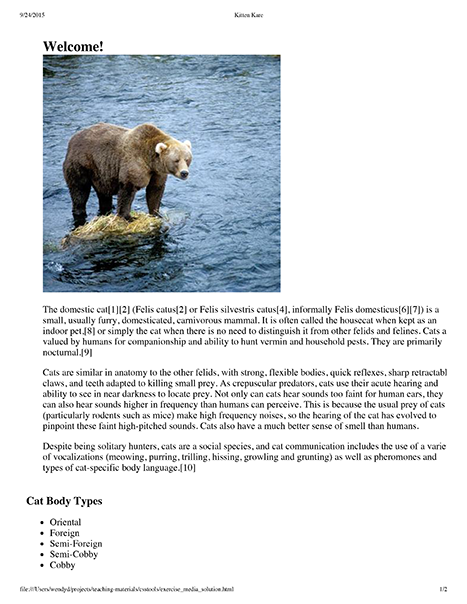 9/24/2015 Kitten Kare
Welcome!
The domestic cat[1][2] (Felis catus[2] or Felis silvestris catus[4], informally Felis domesticus[6][7]) is a
small, usually furry, domesticated, carnivorous mammal. It is often called the housecat when kept as an
indoor pet,[8] or simply the cat when there is no need to distinguish it from other felids and felines. Cats a
valued by humans for companionship and ability to hunt vermin and household pests. They are primarily
nocturnal.[9]
Cats are similar in anatomy to the other felids, with strong, flexible bodies, quick reflexes, sharp retractabl
claws, and teeth adapted to killing small prey. As crepuscular predators, cats use their acute hearing and
ability to see in near darkness to locate prey. Not only can cats hear sounds too faint for human ears, they
can also hear sounds higher in frequency than humans can perceive. This is because the usual prey of cats
(particularly rodents such as mice) make high frequency noises, so the hearing of the cat has evolved to
pinpoint these faint high-pitched sounds. Cats also have a much better sense of smell than humans.
Despite being solitary hunters, cats are a social species, and cat communication includes the use of a varie
of vocalizations (meowing, purring, trilling, hissing, growling and grunting) as well as pheromones and
types of cat-specific body language.[10]
Cat Body Types
• Oriental
• Foreign
• Semi-Foreign
• Semi-Cobby
• Cobby
file:///Users/wendyd/projects/teaching-materials/csstools/exercise_media_solution.html 1/2